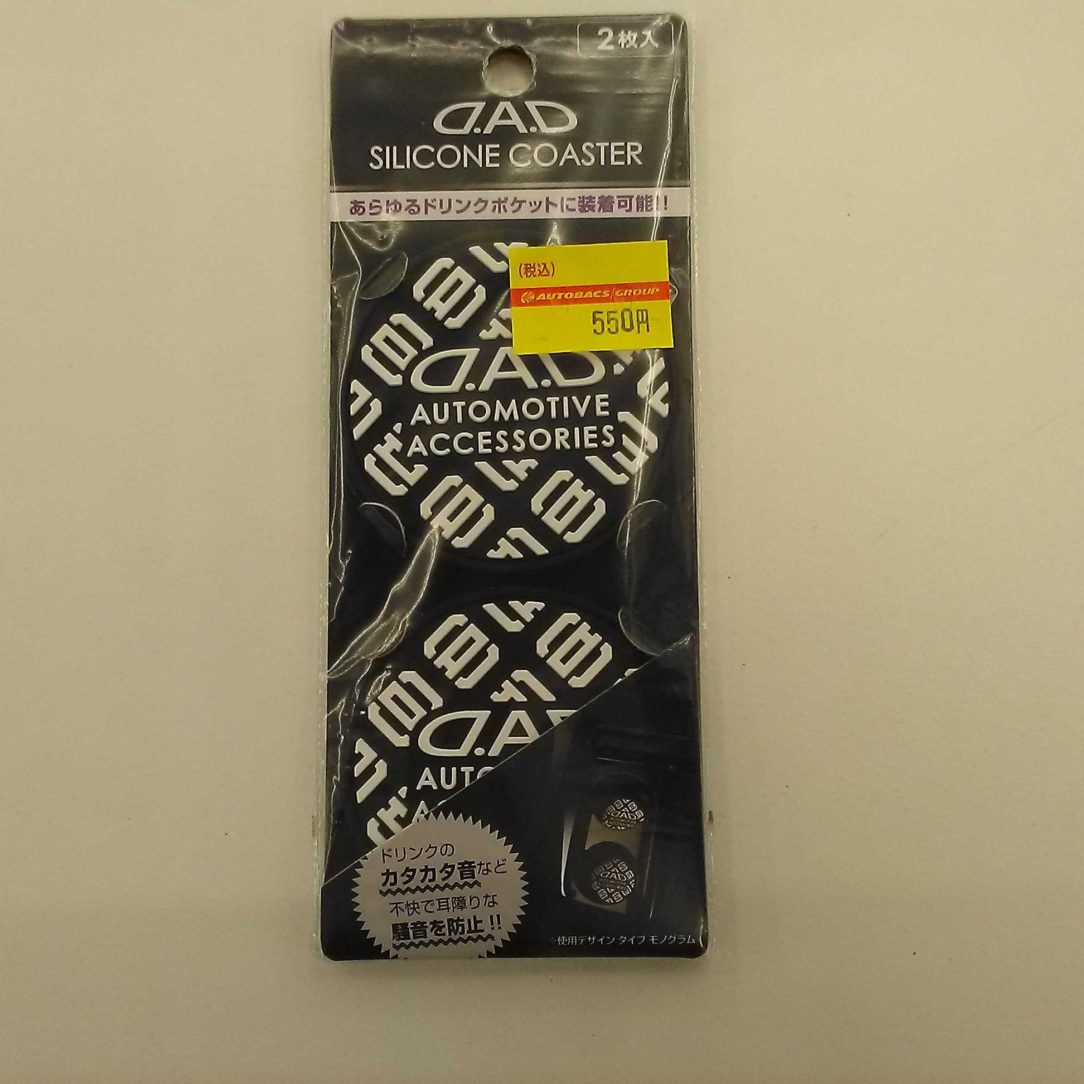 2枚入
D.A.D
SILICONE COASTER
あらゆるドリンクポケットに装着可能!!
(税込)
AUTOBACS GROUP
550円
D.A.D
AUTOMOTIVE
ACCESSORIES
D.A
AUTO
ドリンクの
カタカタ音など
不快で耳障りな
騒音を防止!!
D.A.D
D.A.D
※使用デザイン タイプ モノグラム